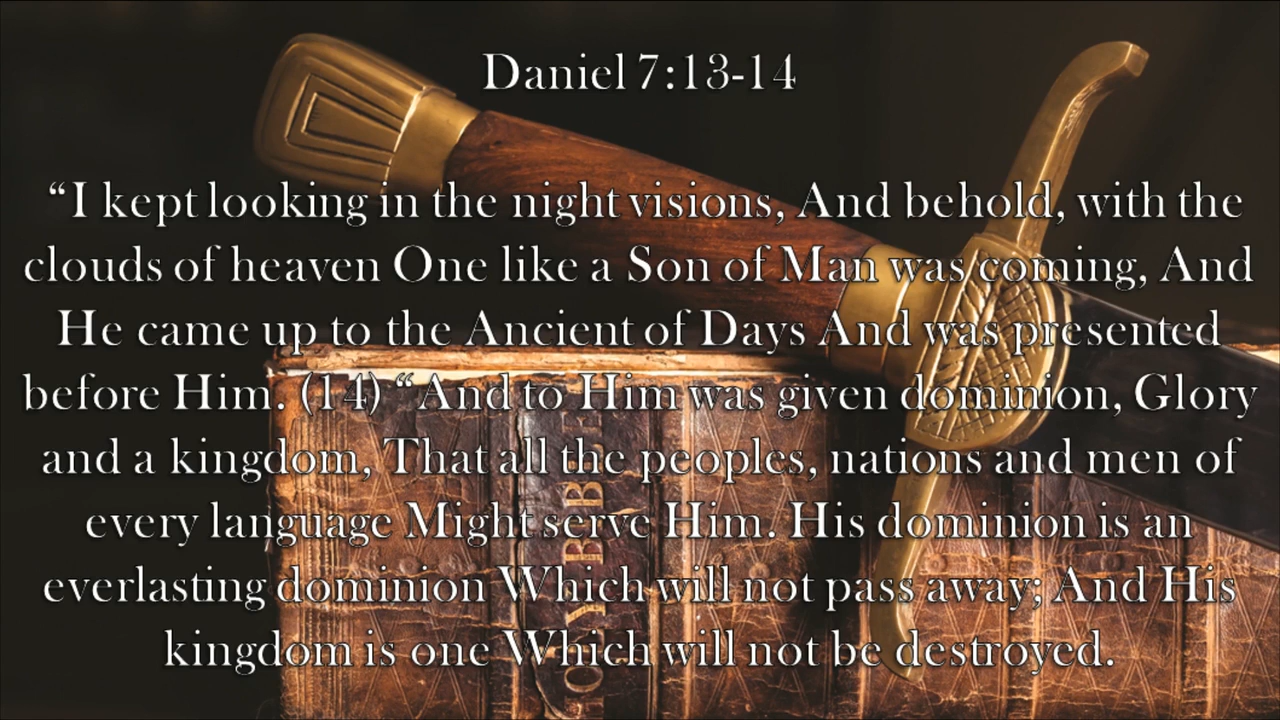 Daniel 7:13-14
“I kept looking in the night visions, And behold, with the
clouds of heaven One like a Son of Man was coming, And
He came up to the Ancient of Days And was presented
before Him. (14) “And to Him was given dominion, Glory
and a kingdom, That all the peoples, nations and men of
every language Might serve Him. His dominion is an
everlasting dominion Which will not pass away; And His
kingdom is one Which will not be destroyed.